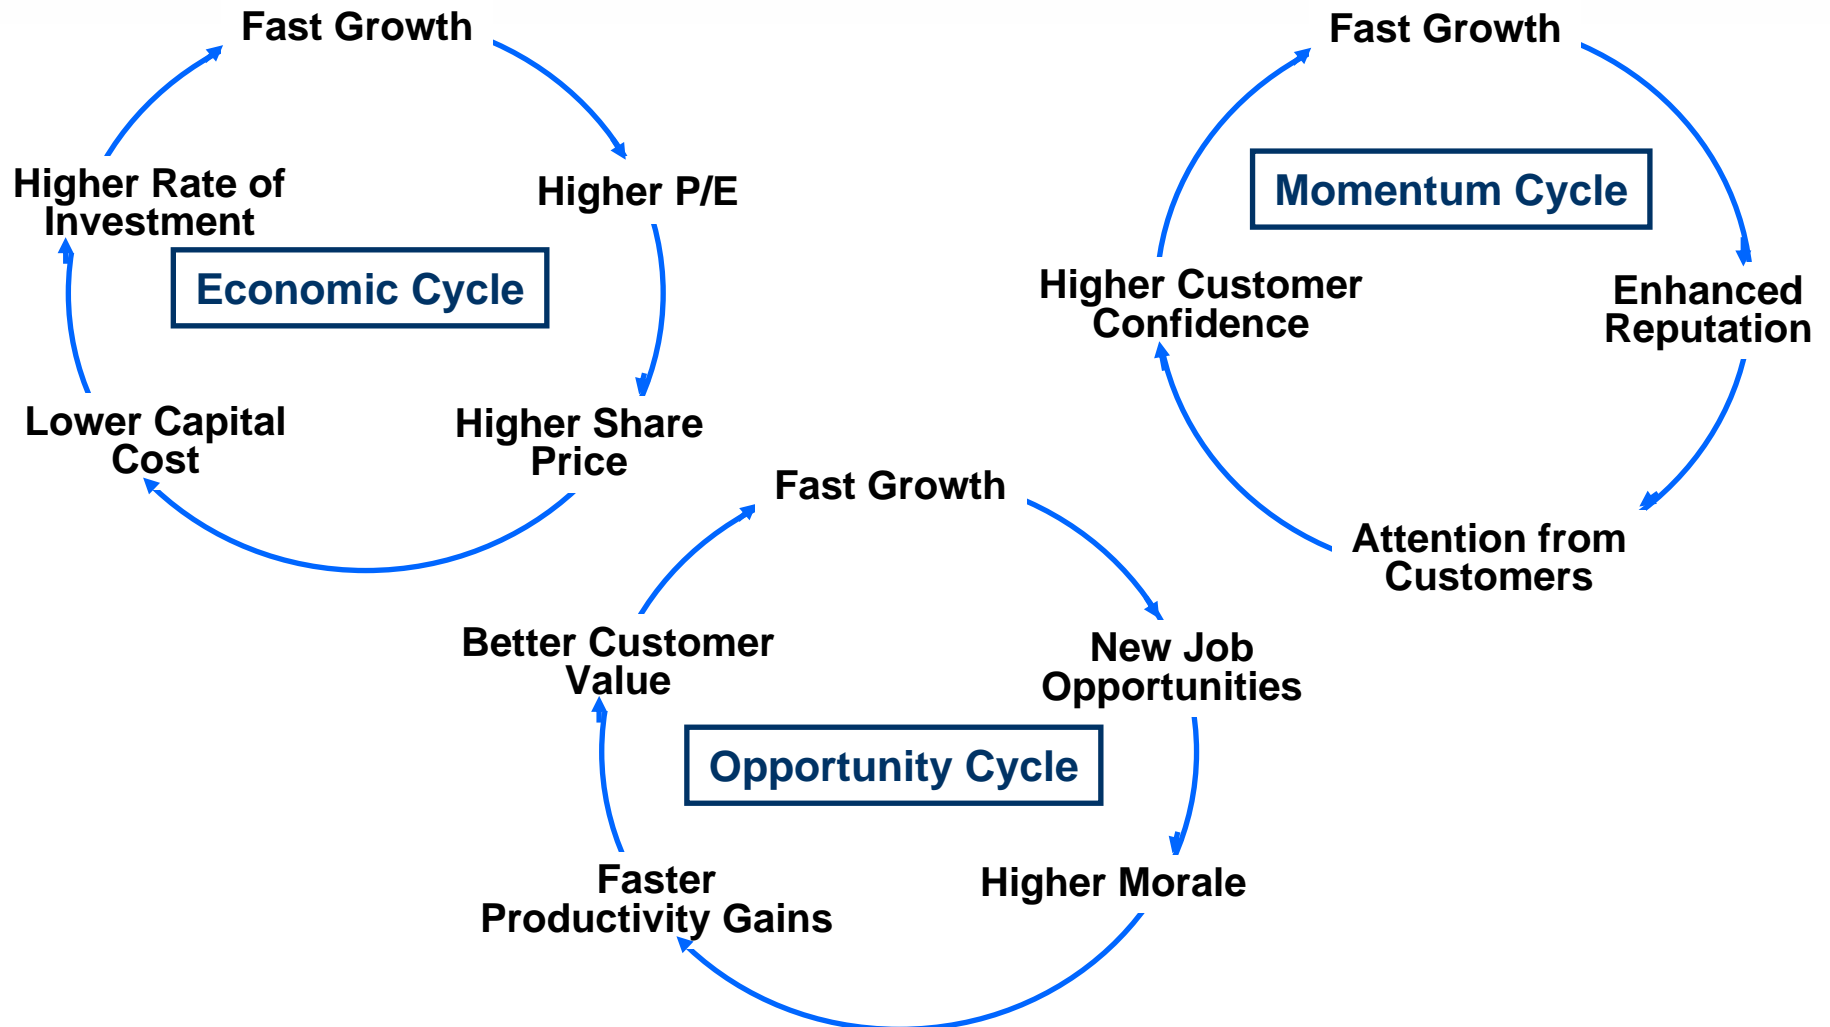 Fast Growth
Higher P/E
Higher Share
Price
Lower Capital
Cost
Higher Rate of
Investment
Economic Cycle
Fast Growth
Enhanced
Reputation
Attention from
Customers
Higher Customer
Confidence
Momentum Cycle
Fast Growth
New Job
Opportunities
Higher Morale
Faster
Productivity Gains
Better Customer
Value
Opportunity Cycle